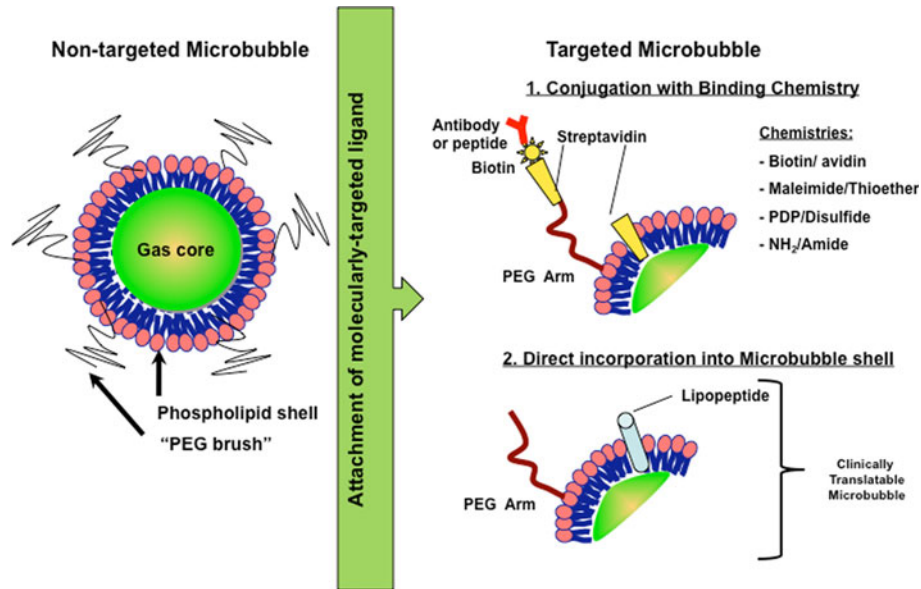 Non-targeted Microbubble
Gas core
Phospholipid shell
“PEG brush”
Attachment of molecularly-targeted ligand
Targeted Microbubble
1. Conjugation with Binding Chemistry
Antibody
or peptide
Biotin
Streptavidin
PEG Arm
Chemistries:
- Biotin/ avidin
- Maleimide/Thioether
- PDP/Disulfide
- NH₂/Amide
2. Direct incorporation into Microbubble shell
Lipopeptide
PEG Arm
Clinically
Translatable
Microbubble